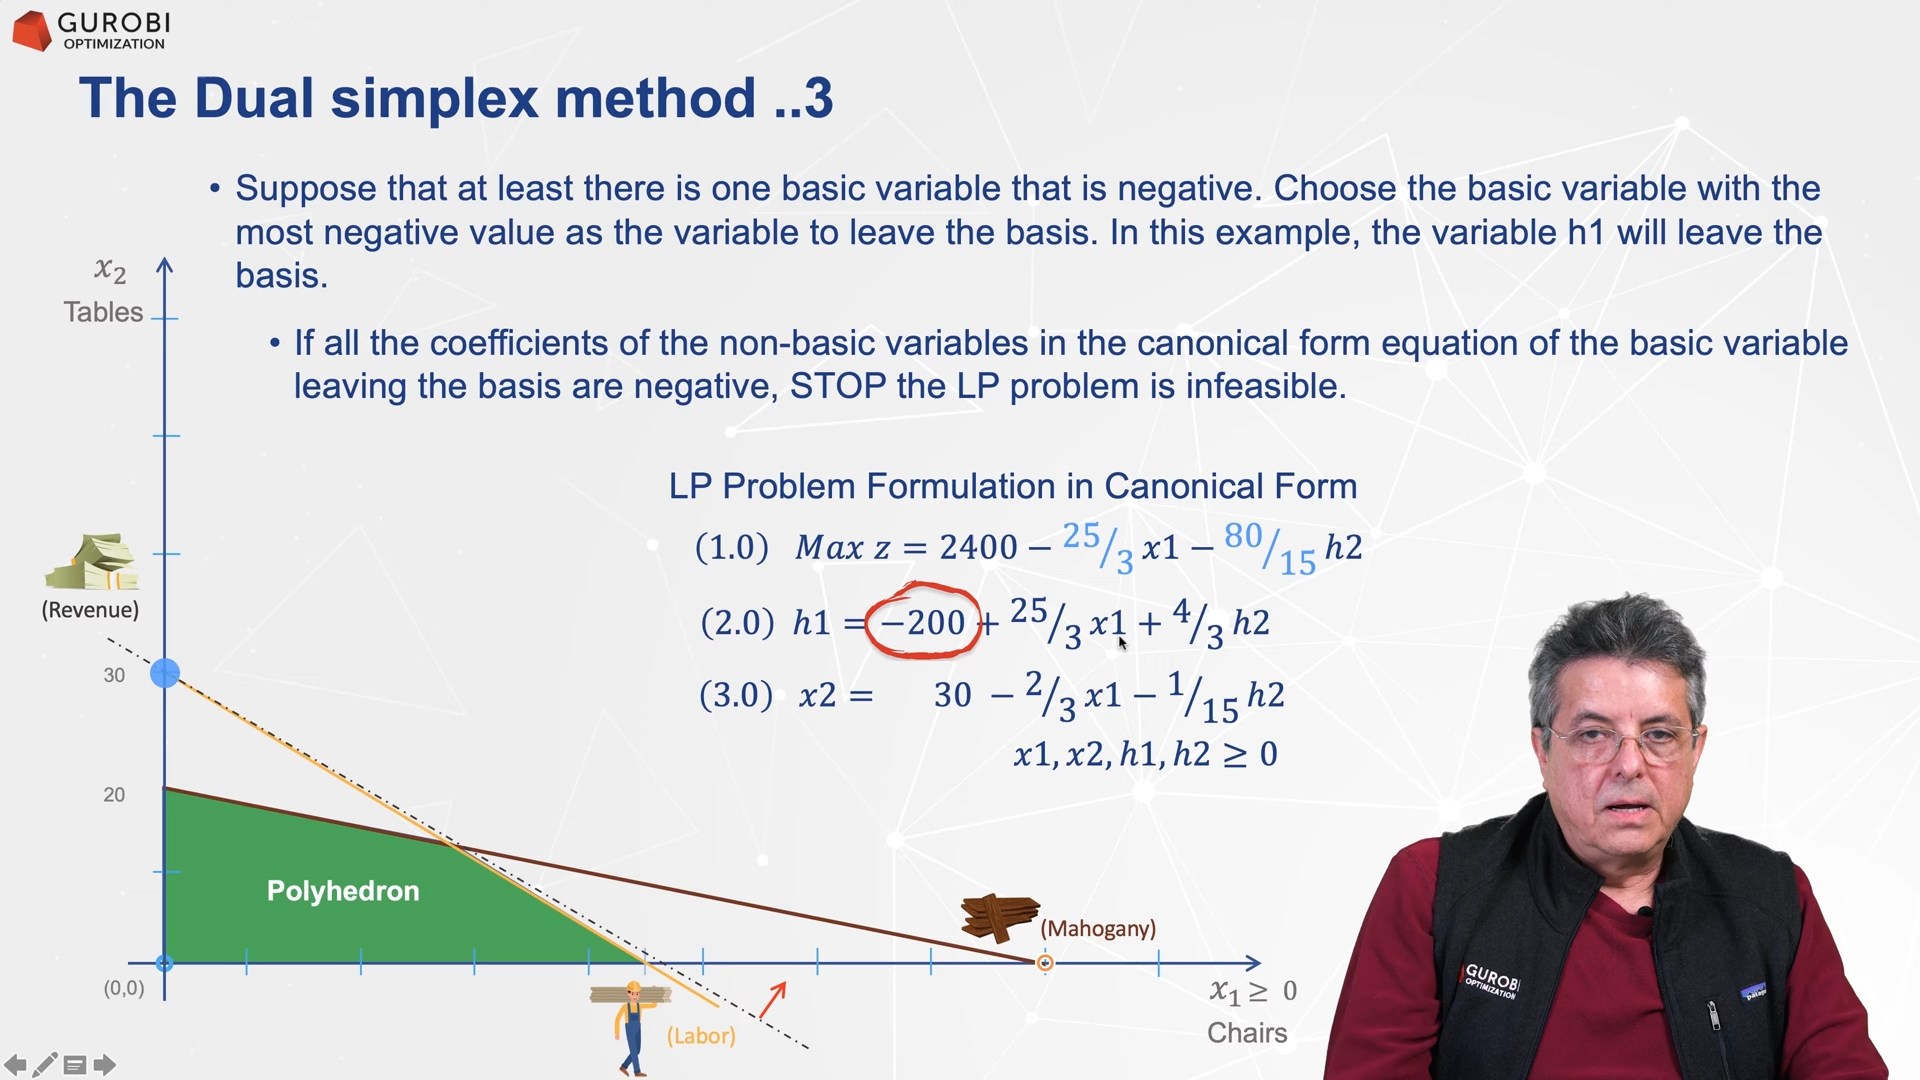 GUROBI
OPTIMIZATION
The Dual simplex method ..3
• Suppose that at least there is one basic variable that is negative. Choose the basic variable with the
most negative value as the variable to leave the basis. In this example, the variable h1 will leave the
basis.
• If all the coefficients of the non-basic variables in the canonical form equation of the basic variable
leaving the basis are negative, STOP the LP problem is infeasible.
LP Problem Formulation in Canonical Form
(1.0) Max z = 2400 − 25/3 x1 − 80/15 h2
(2.0) h1 = −200 + 25/3 x1 + 4/3 h2
(3.0) x2 = 30 − 2/3 x1 − 1/15 h2
x1, x2, h1, h2 ≥ 0
x₂
Tables
(Revenue)
30
20
Polyhedron
(0,0)
(Mahogany)
(Labor)
x₁ ≥ 0
Chairs
GUROBI
OPTIMIZATION
patagonia